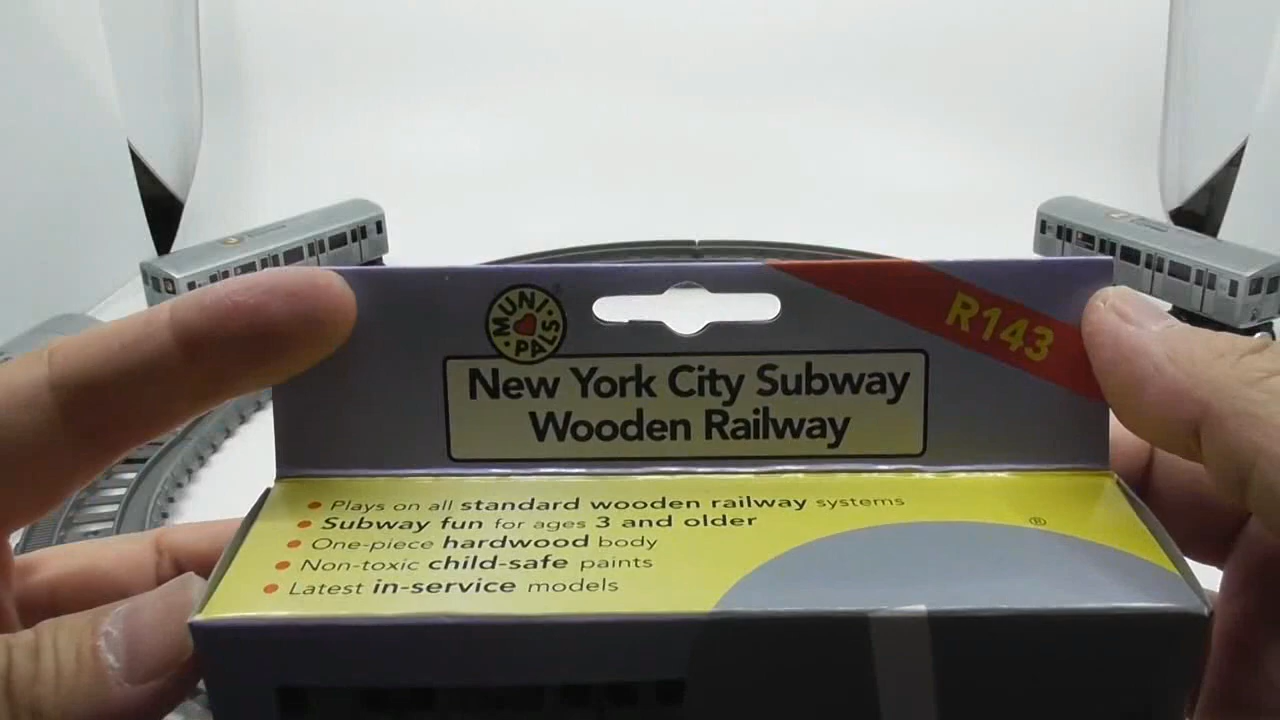 MUNI PALS
®
R143
New York City Subway
Wooden Railway
• Plays on all standard wooden railway systems
• Subway fun for ages 3 and older
• One-piece hardwood body
• Non-toxic child-safe paints
• Latest in-service models
®